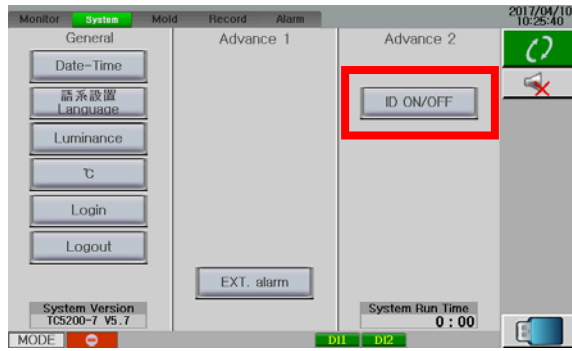 Monitor System Mold Record Alarm
2017/04/10
10:25:40
General
Date-Time
語系設置
Language
Luminance
℃
Login
Logout
System Version
TC5200-7 V5.7
Advance 1
EXT. alarm
Advance 2
ID ON/OFF
System Run Time
0:00
MODE
DI1 DI2